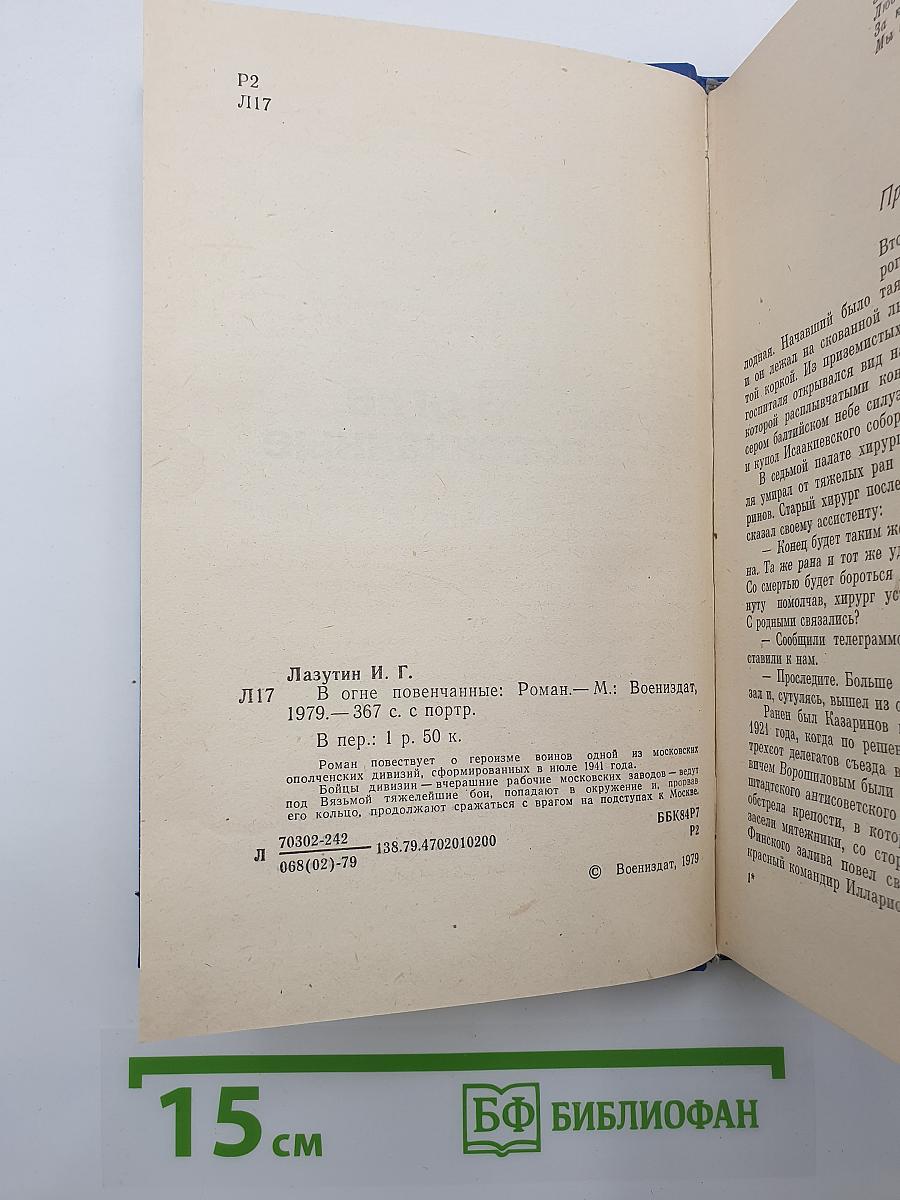 Р2
Л17
Лазутин И. Г.
Л17 В огне повенчанные: Роман.— М.: Воениздат,
1979.— 367 с. с портр.
В пер.: 1 р. 50 к.
Роман повествует о героизме воинов одной из московских
ополченческих дивизий, сформированных в июле 1941 года.
Бойцы дивизии — вчерашние рабочие московских заводов — ведут
под Вязьмой тяжелейшие бои, попадают в окружение и, прорвав
его кольцо, продолжают сражаться с врагом на подступах к Москве.
Л 70302-242
068(02)-79 138.79.4702010200
ББК84Р7
Р2
© Воениздат, 1979
За
Мы
лодная. Начавший было
и он лежал на скованной
той коркой. Из приземистых
госпиталя открывался вид
которой расплывчатыми
сером балтийском небе
и купол Исаакиевского
В седьмой палате
ля умирал от тяжелых ран
ринов. Старый хирург
сказал своему ассистенту:
— Конец будет таким
на. Та же рана и тот же
Со смертью будет бороться
нуту помолчав, хирург
С родными связались?
— Сообщили
ставили к нам.
— Проследите. Больше
зал и, сутулясь, вышел из
Ранен был Казаринов
1921 года, когда по
трехсот делегатов съезда
вичем Ворошиловым были
штадтского антисоветского
обстрела крепости, в
засели мятежники, со
Финского залива повел
красный командир
1*
15 см
БФ БИБЛИОФАН